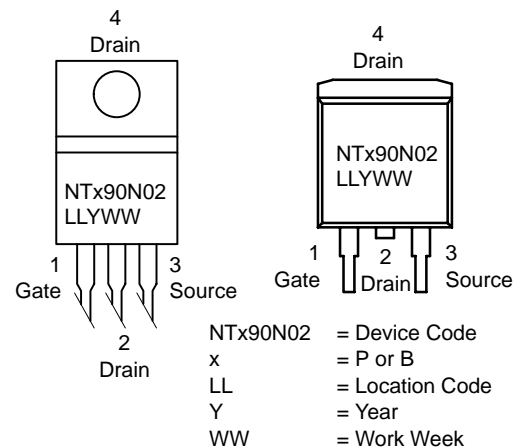 4
Drain
NTx90N02
LLYWW
1
Gate
3
Source
2
Drain
4
Drain
NTx90N02
LLYWW
1
Gate
2
Drain
3
Source
NTx90N02 = Device Code
x = P or B
LL = Location Code
Y = Year
WW = Work Week